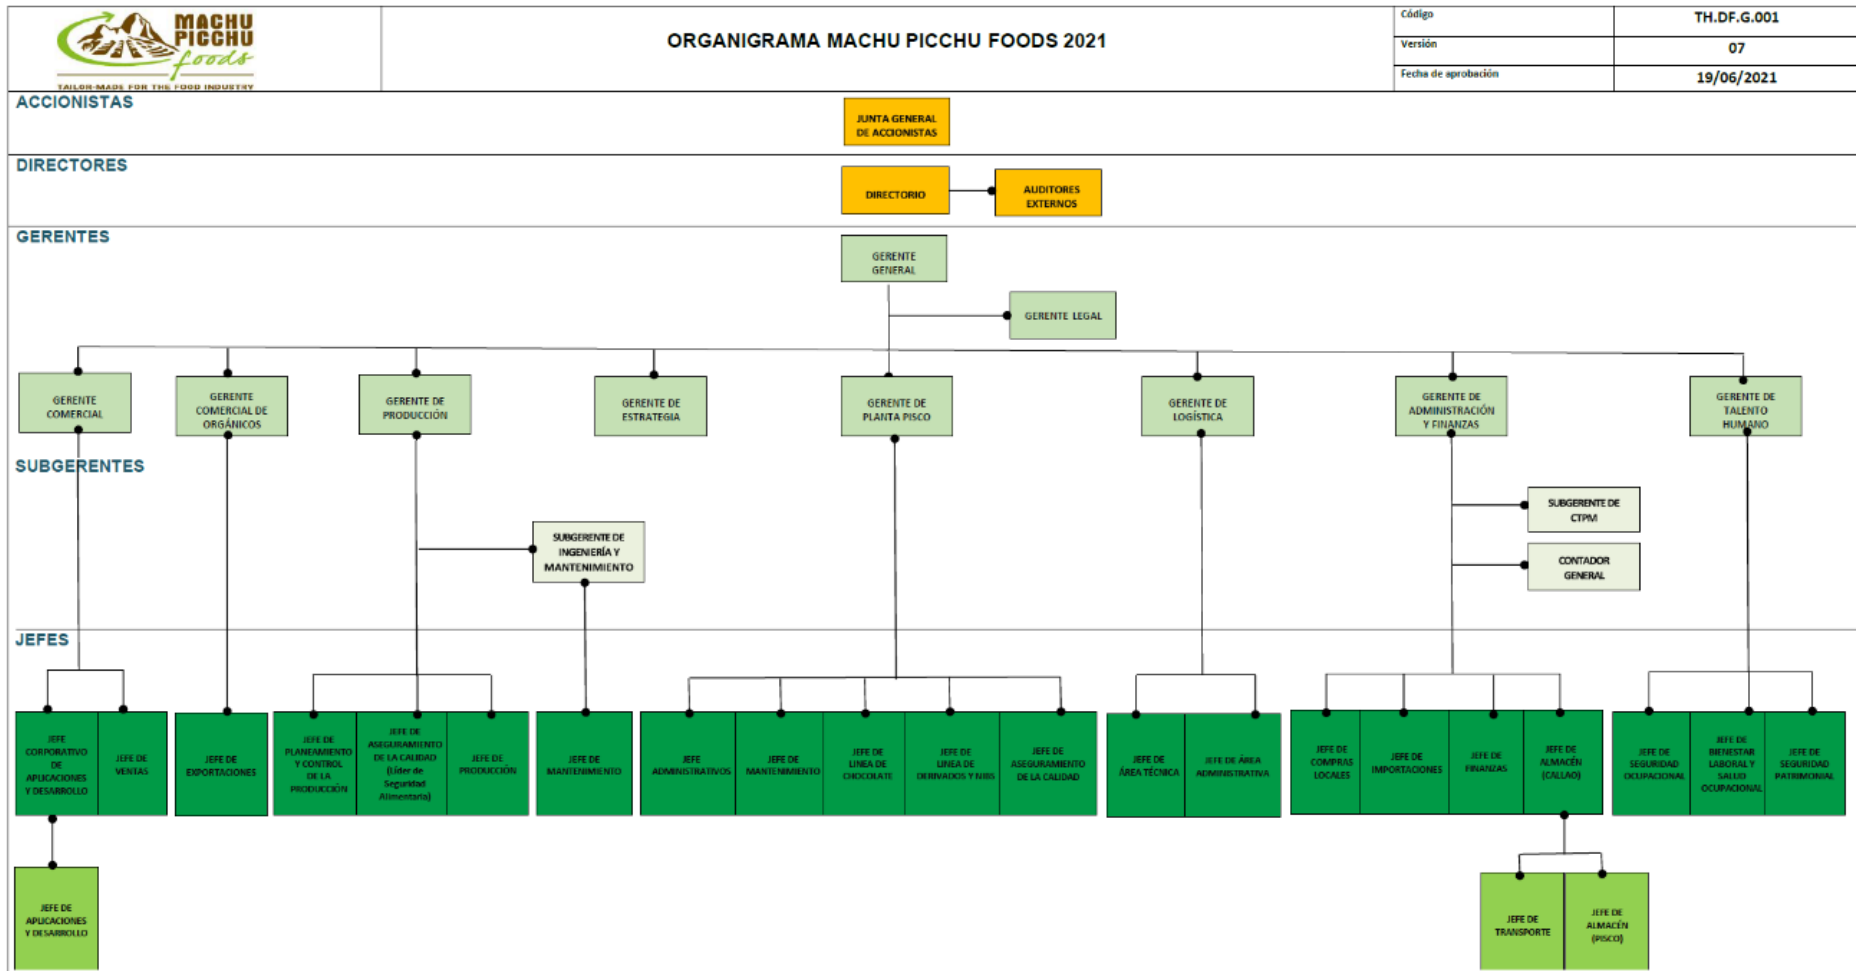 MACHU
PICCHU
foods
TAILOR-MADE FOR THE FOOD INDUSTRY
ORGANIGRAMA MACHU PICCHU FOODS 2021
Código
TH.DF.G.001
Versión
07
Fecha de aprobación
19/06/2021
ACCIONISTAS
JUNTA GENERAL
DE ACCIONISTAS
DIRECTORES
DIRECTORIO
AUDITORES
EXTERNOS
GERENTES
GERENTE
GENERAL
GERENTE LEGAL
GERENTE
COMERCIAL
GERENTE
COMERCIAL DE
ORGÁNICOS
GERENTE DE
PRODUCCIÓN
GERENTE DE
ESTRATEGIA
GERENTE DE
PLANTA PISCO
GERENTE DE
LOGÍSTICA
GERENTE DE
ADMINISTRACIÓN
Y FINANZAS
GERENTE DE
TALENTO
HUMANO
SUBGERENTES
SUBGERENTE DE
INGENIERÍA Y
MANTENIMIENTO
SUBGERENTE DE
CTPM
CONTADOR
GENERAL
JEFES
JEFE
CORPORATIVO
DE
APLICACIONES
Y DESARROLLO
JEFE DE
VENTAS
JEFE DE
EXPORTACIONES
JEFE DE
PLANEAMIENTO
Y CONTROL
DE LA
PRODUCCIÓN
JEFE DE
ASEGURAMIENTO
DE LA CALIDAD
(Líder de
Seguridad
Alimentaria)
JEFE DE
PRODUCCIÓN
JEFE DE
MANTENIMIENTO
JEFE
ADMINISTRATIVOS
JEFE DE
MANTENIMIENTO
JEFE DE
LINEA DE
CHOCOLATE
JEFE DE
LINEA DE
DERIVADOS Y NIBS
JEFE DE
ASEGURAMIENTO
DE LA CALIDAD
JEFE DE
ÁREA TÉCNICA
JEFE DE ÁREA
ADMINISTRATIVA
JEFE DE
COMPRAS
LOCALES
JEFE DE
IMPORTACIONES
JEFE DE
FINANZAS
JEFE DE
ALMACÉN
(CALLAO)
JEFE DE
SEGURIDAD
OCUPACIONAL
JEFE DE
BIENESTAR
LABORAL Y
SALUD
OCUPACIONAL
JEFE DE
SEGURIDAD
PATRIMONIAL
JEFE DE
APLICACIONES
Y DESARROLLO
JEFE DE
TRANSPORTE
JEFE DE
ALMACÉN
(PISCO)